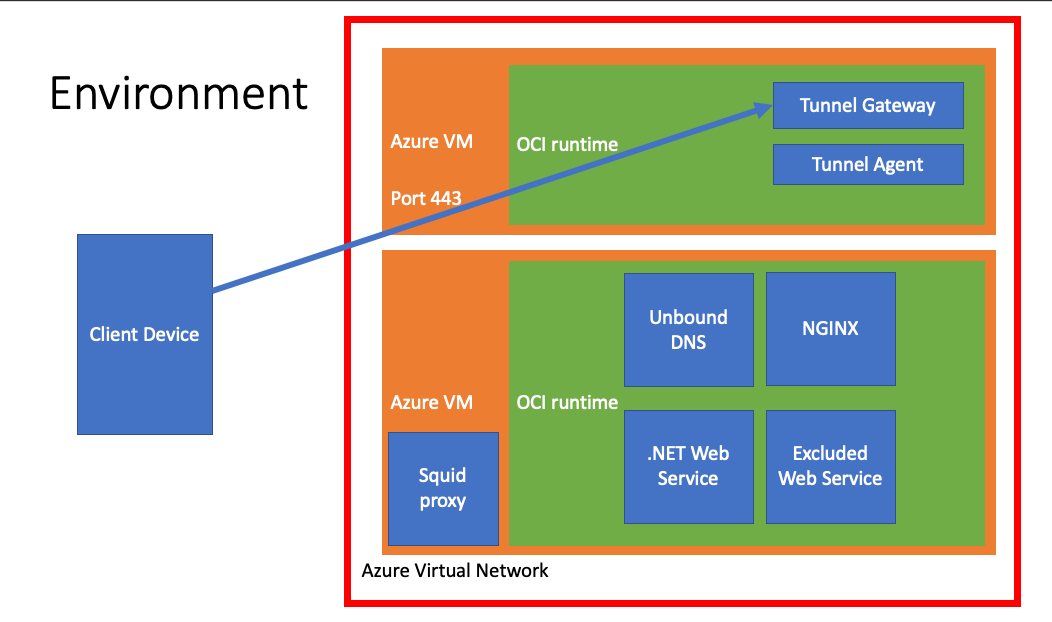 Environment
Azure VM
Port 443
OCI runtime
Tunnel Gateway
Tunnel Agent
Client Device
Azure VM
OCI runtime
Unbound
DNS
NGINX
.NET Web
Service
Excluded
Web Service
Squid
proxy
Azure Virtual Network